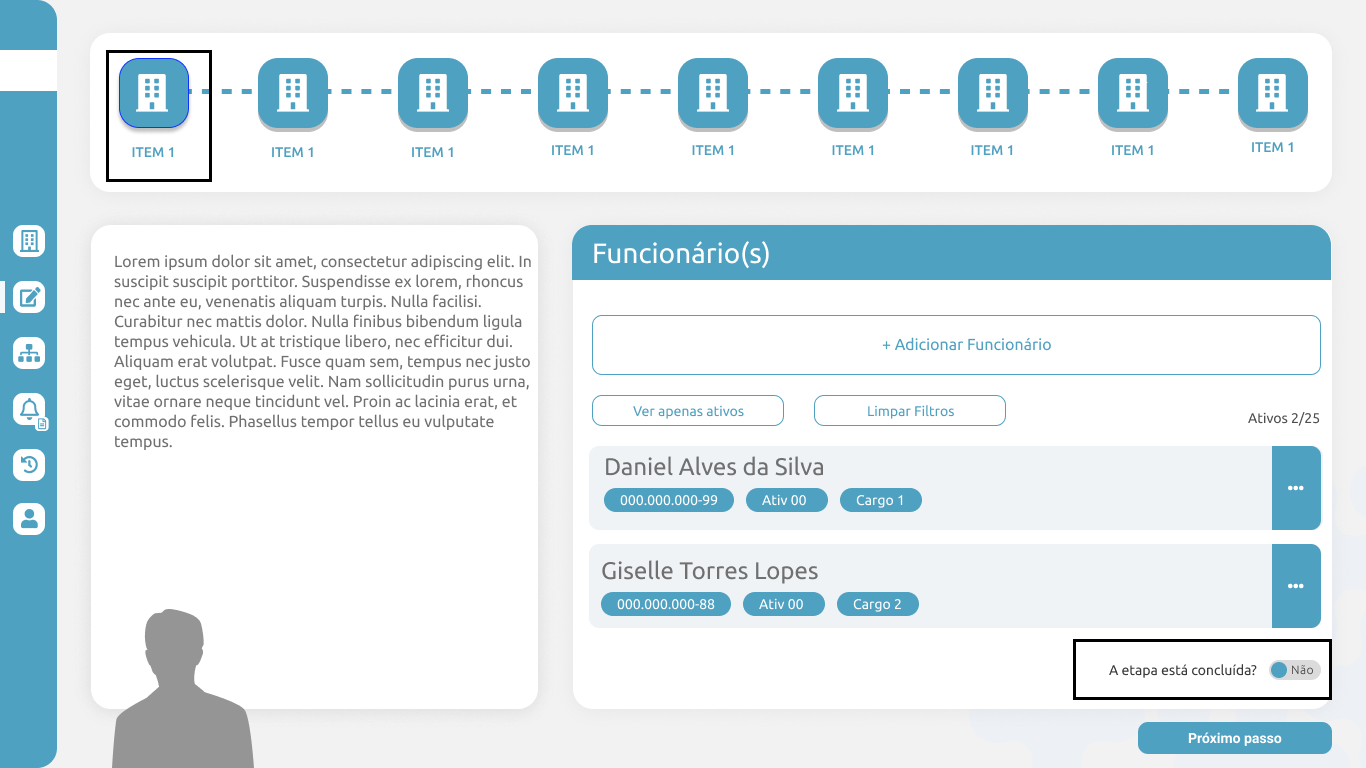 ITEM 1
ITEM 1
ITEM 1
ITEM 1
ITEM 1
ITEM 1
ITEM 1
ITEM 1
ITEM 1
Lorem ipsum dolor sit amet, consectetur adipiscing elit. In
suscipit suscipit porttitor. Suspendisse ex lorem, rhoncus
nec ante eu, venenatis aliquam turpis. Nulla facilisi.
Curabitur nec mattis dolor. Nulla finibus bibendum ligula
tempus vehicula. Ut at tristique libero, nec efficitur dui.
Aliquam erat volutpat. Fusce quam sem, tempus nec justo
eget, luctus scelerisque velit. Nam sollicitudin purus urna,
vitae ornare neque tincidunt vel. Proin ac lacinia erat, et
commodo felis. Phasellus tempor tellus eu vulputate
tempus.
Funcionário(s)
+ Adicionar Funcionário
Ver apenas ativos
Limpar Filtros
Ativos 2/25
Daniel Alves da Silva
000.000.000-99
Ativ 00
Cargo 1
Giselle Torres Lopes
000.000.000-88
Ativ 00
Cargo 2
A etapa está concluída?
Não
Próximo passo